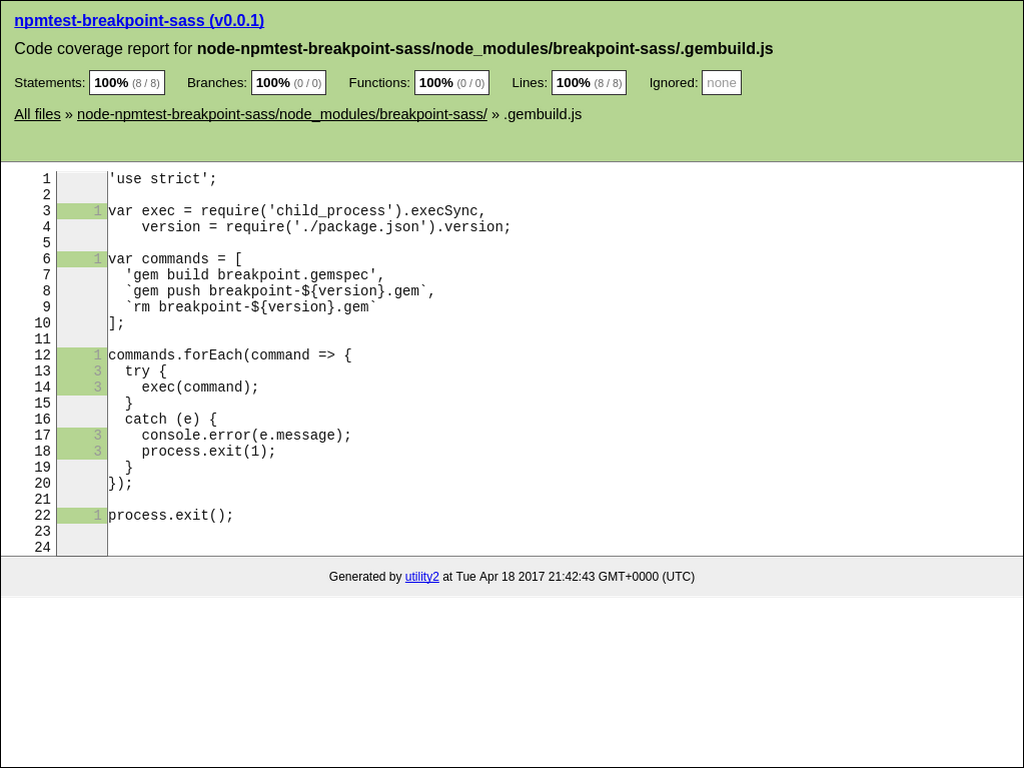 npmtest-breakpoint-sass (v0.0.1)
Code coverage report for node-npmtest-breakpoint-sass/node_modules/breakpoint-sass/.gembuild.js
Statements: 100% (8 / 8) Branches: 100% (0 / 0) Functions: 100% (0 / 0) Lines: 100% (8 / 8) Ignored: none
All files » node-npmtest-breakpoint-sass/node_modules/breakpoint-sass/ » .gembuild.js
1 'use strict';
2
3 1 var exec = require('child_process').execSync,
4     version = require('./package.json').version;
5
6 1 var commands = [
7   'gem build breakpoint.gemspec',
8   `gem push breakpoint-${version}.gem`,
9   `rm breakpoint-${version}.gem`
10 ];
11
12 1 commands.forEach(command => {
13 3   try {
14 3     exec(command);
15   }
16   catch (e) {
17 3     console.error(e.message);
18 3     process.exit(1);
19   }
20 });
21
22 1 process.exit();
23
24
Generated by utility2 at Tue Apr 18 2017 21:42:43 GMT+0000 (UTC)